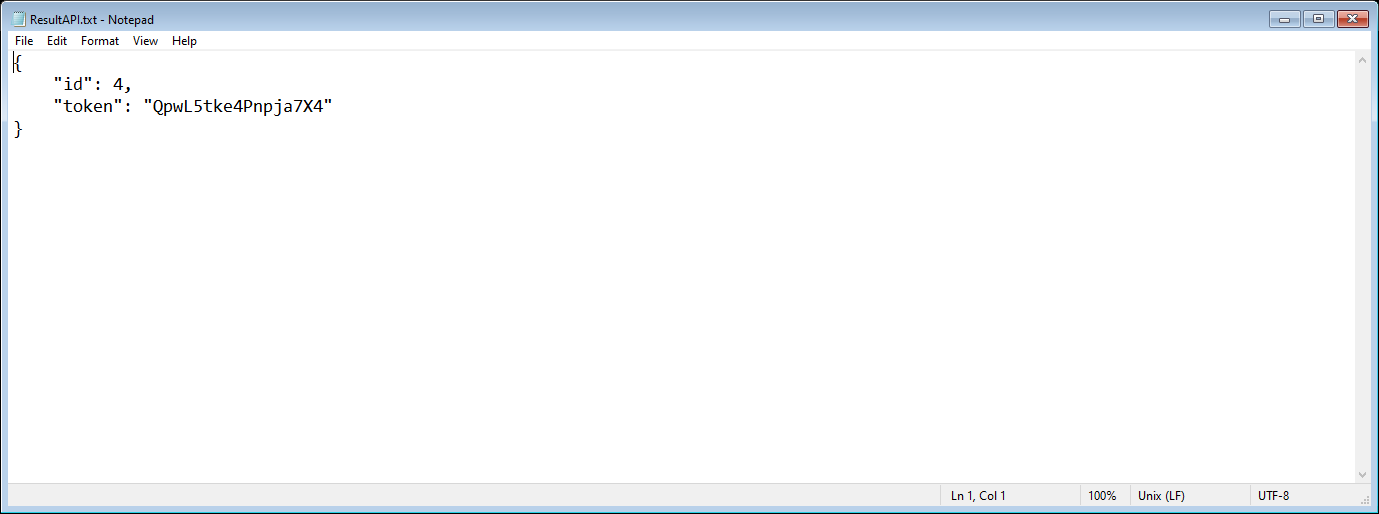 ResultAPI.txt - Notepad
File Edit Format View Help
{
    "id": 4,
    "token": "QpwL5tke4Pnpja7X4"
}
Ln 1, Col 1 100% Unix (LF) UTF-8